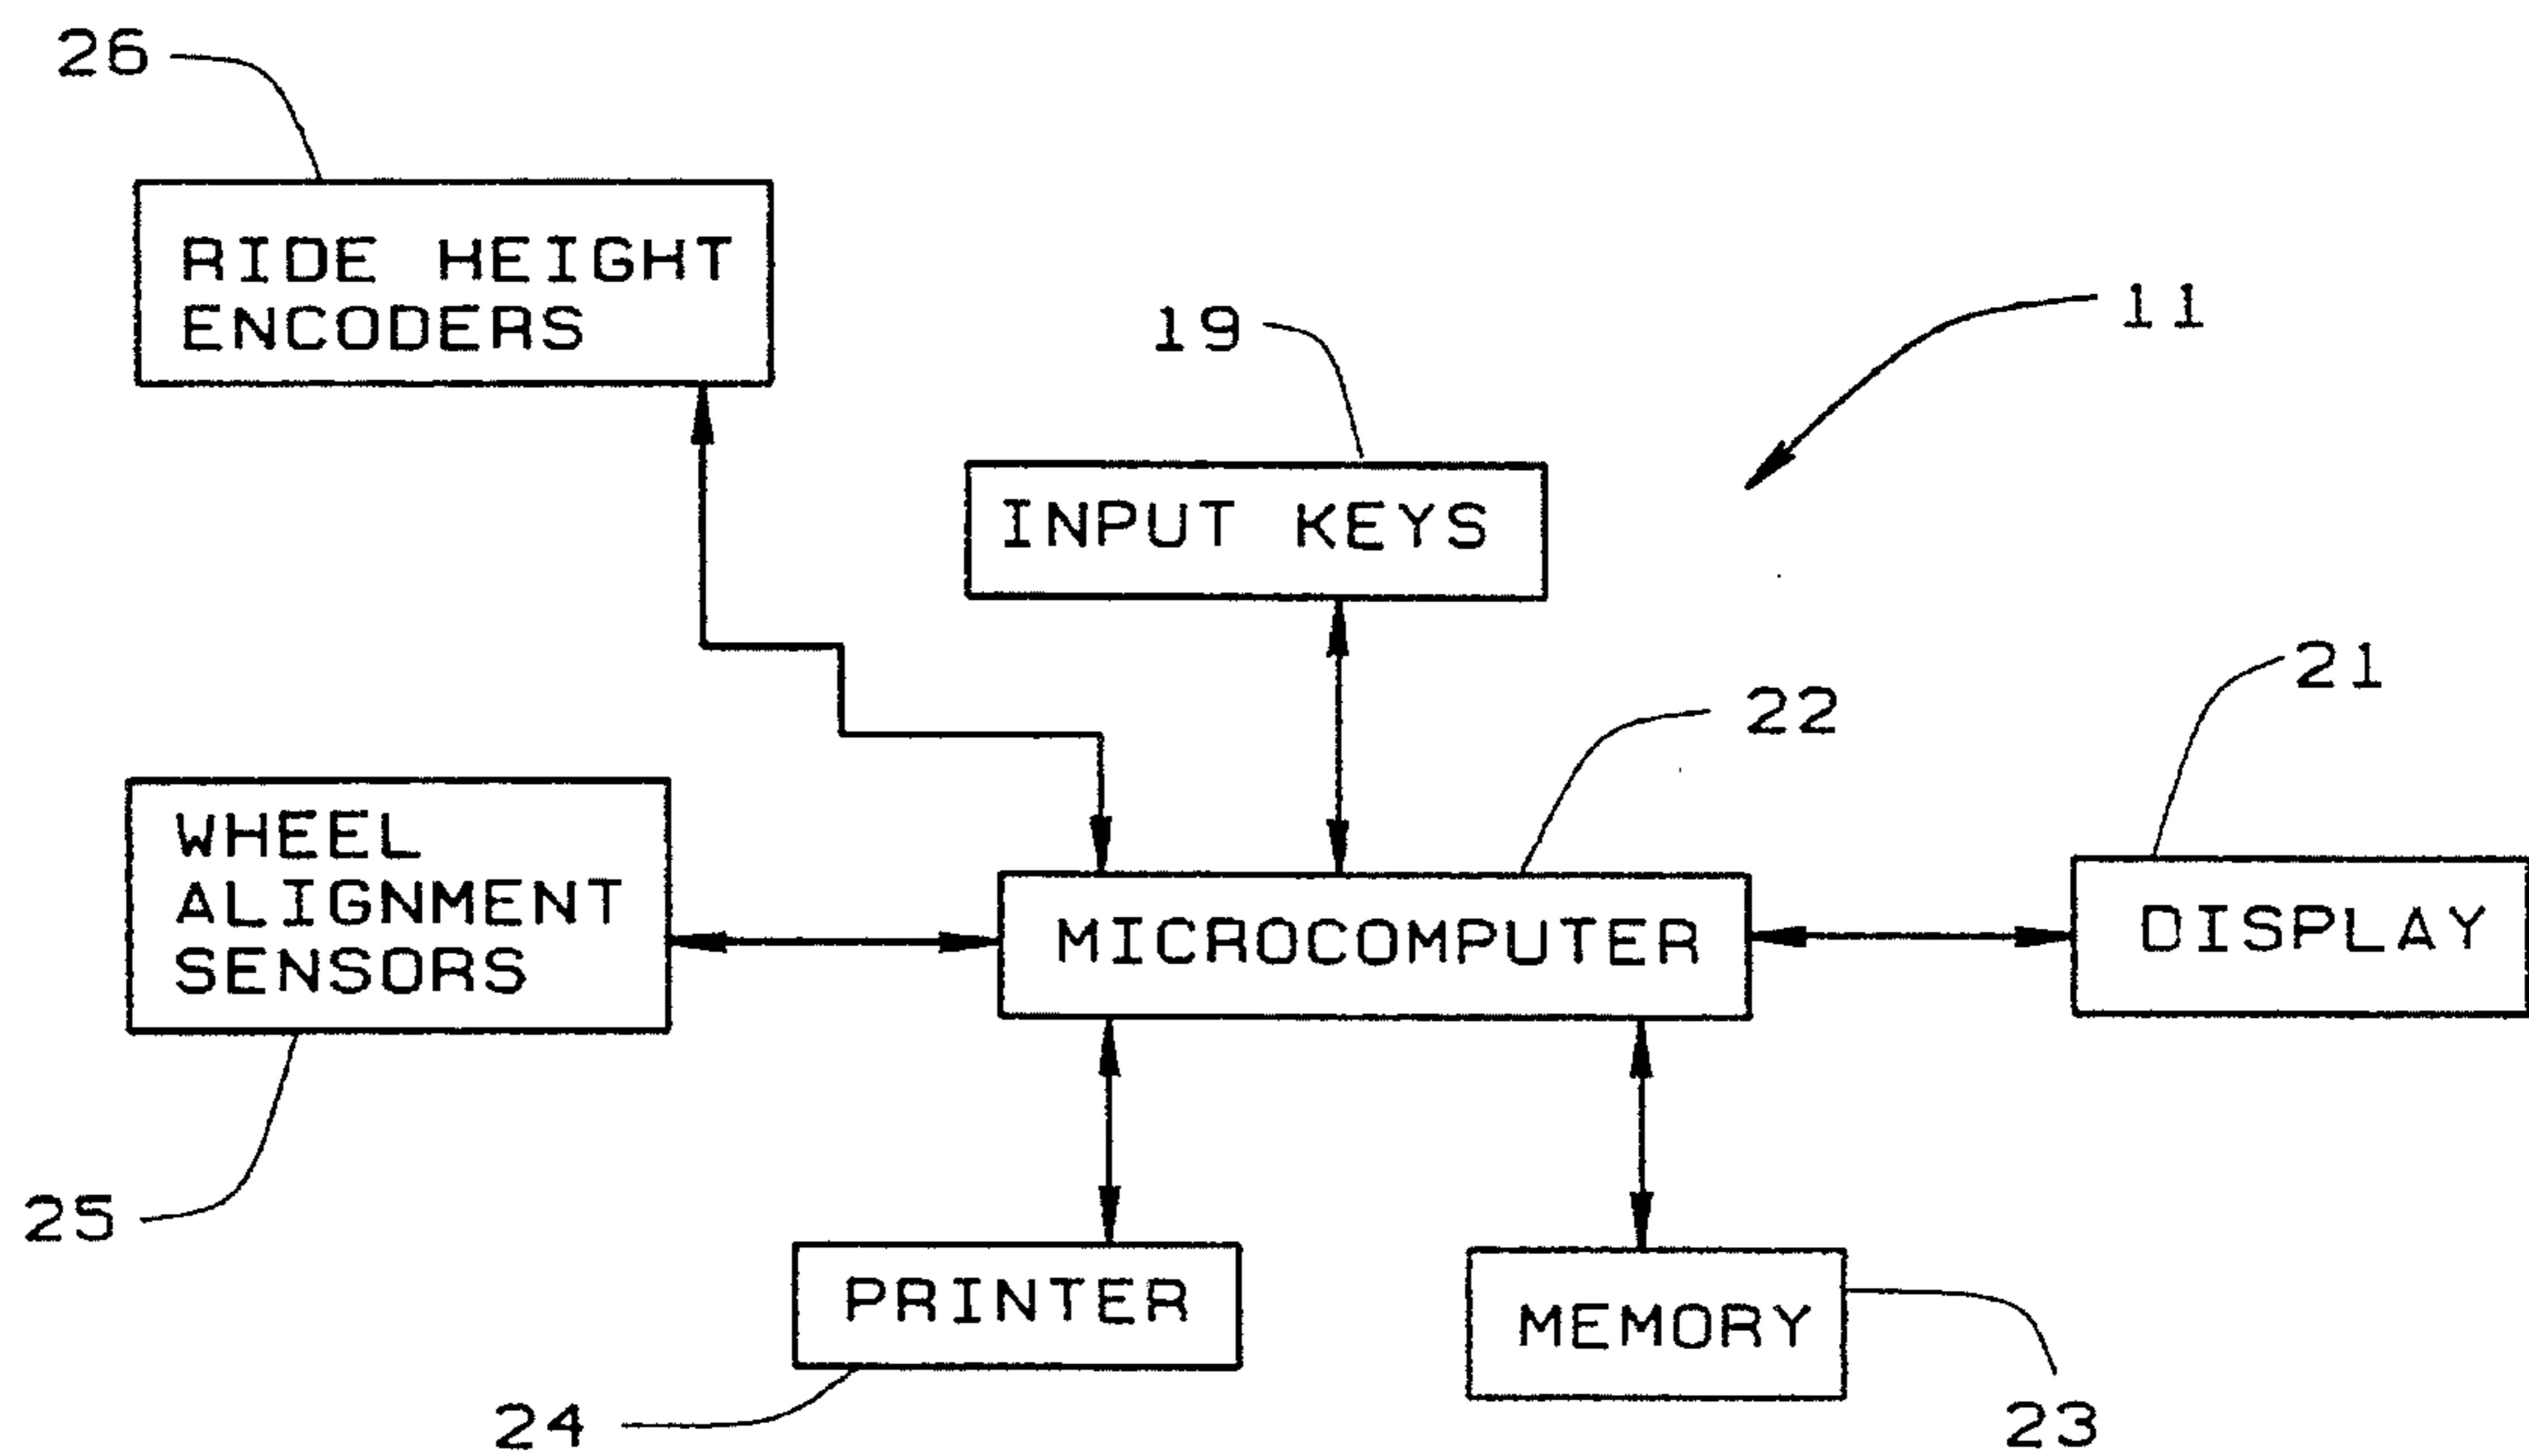 26
RIDE HEIGHT
ENCODERS
11
19
INPUT KEYS
21
22
WHEEL
ALIGNMENT
SENSORS
MICROCOMPUTER
DISPLAY
25
PRINTER
MEMORY
24
23